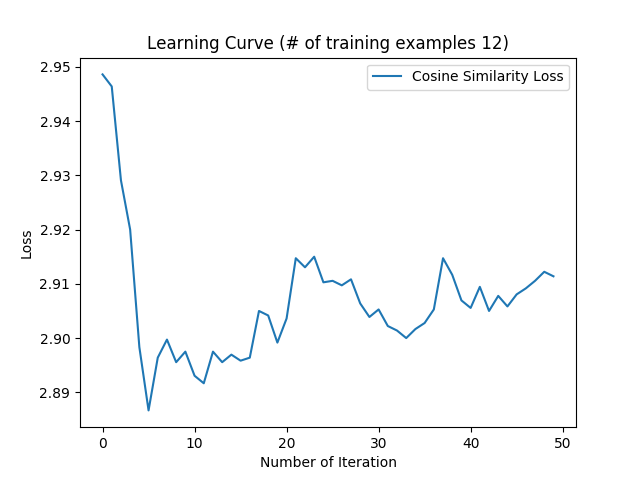 Learning Curve (# of training examples 12)
Cosine Similarity Loss
2.95
2.94
2.93
2.92
2.91
2.90
2.89
Loss
0 10 20 30 40 50
Number of Iteration